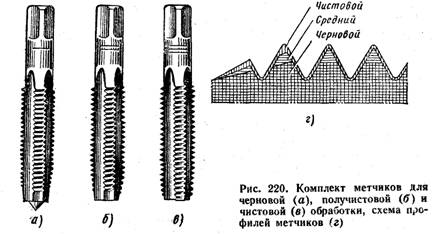 Чистовой
Средний
Черновой
г)
а)
б)
в)
Рис. 220. Комплект метчиков для
черновой (а), получистовой (б) и
чистовой (в) обработки, схема про-
филей метчиков (г)